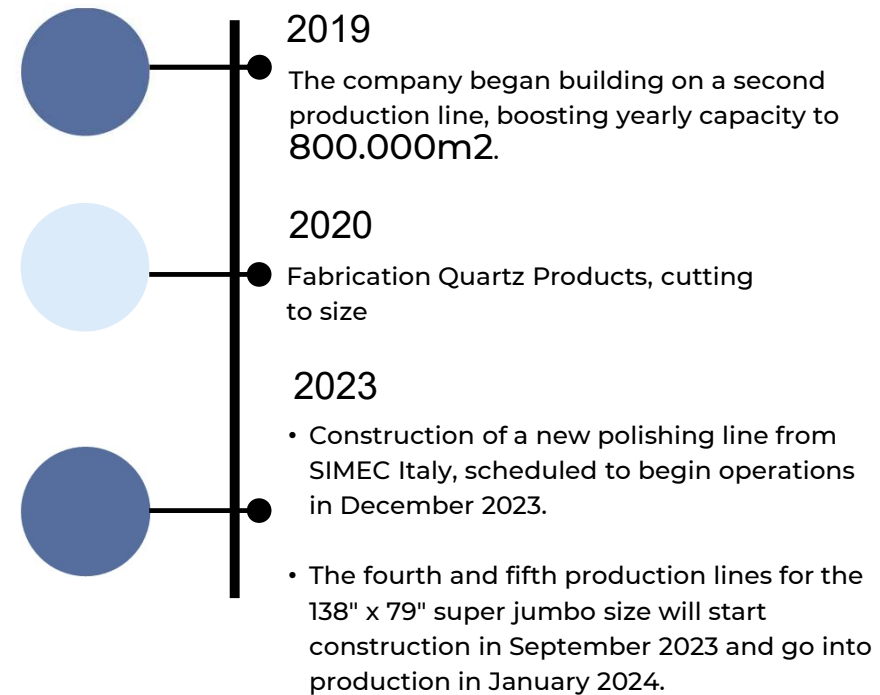 2019
The company began building on a second
production line, boosting yearly capacity to
800.000m2.
2020
Fabrication Quartz Products, cutting
to size
2023
• Construction of a new polishing line from
SIMEC Italy, scheduled to begin operations
in December 2023.
• The fourth and fifth production lines for the
138" x 79" super jumbo size will start
construction in September 2023 and go into
production in January 2024.